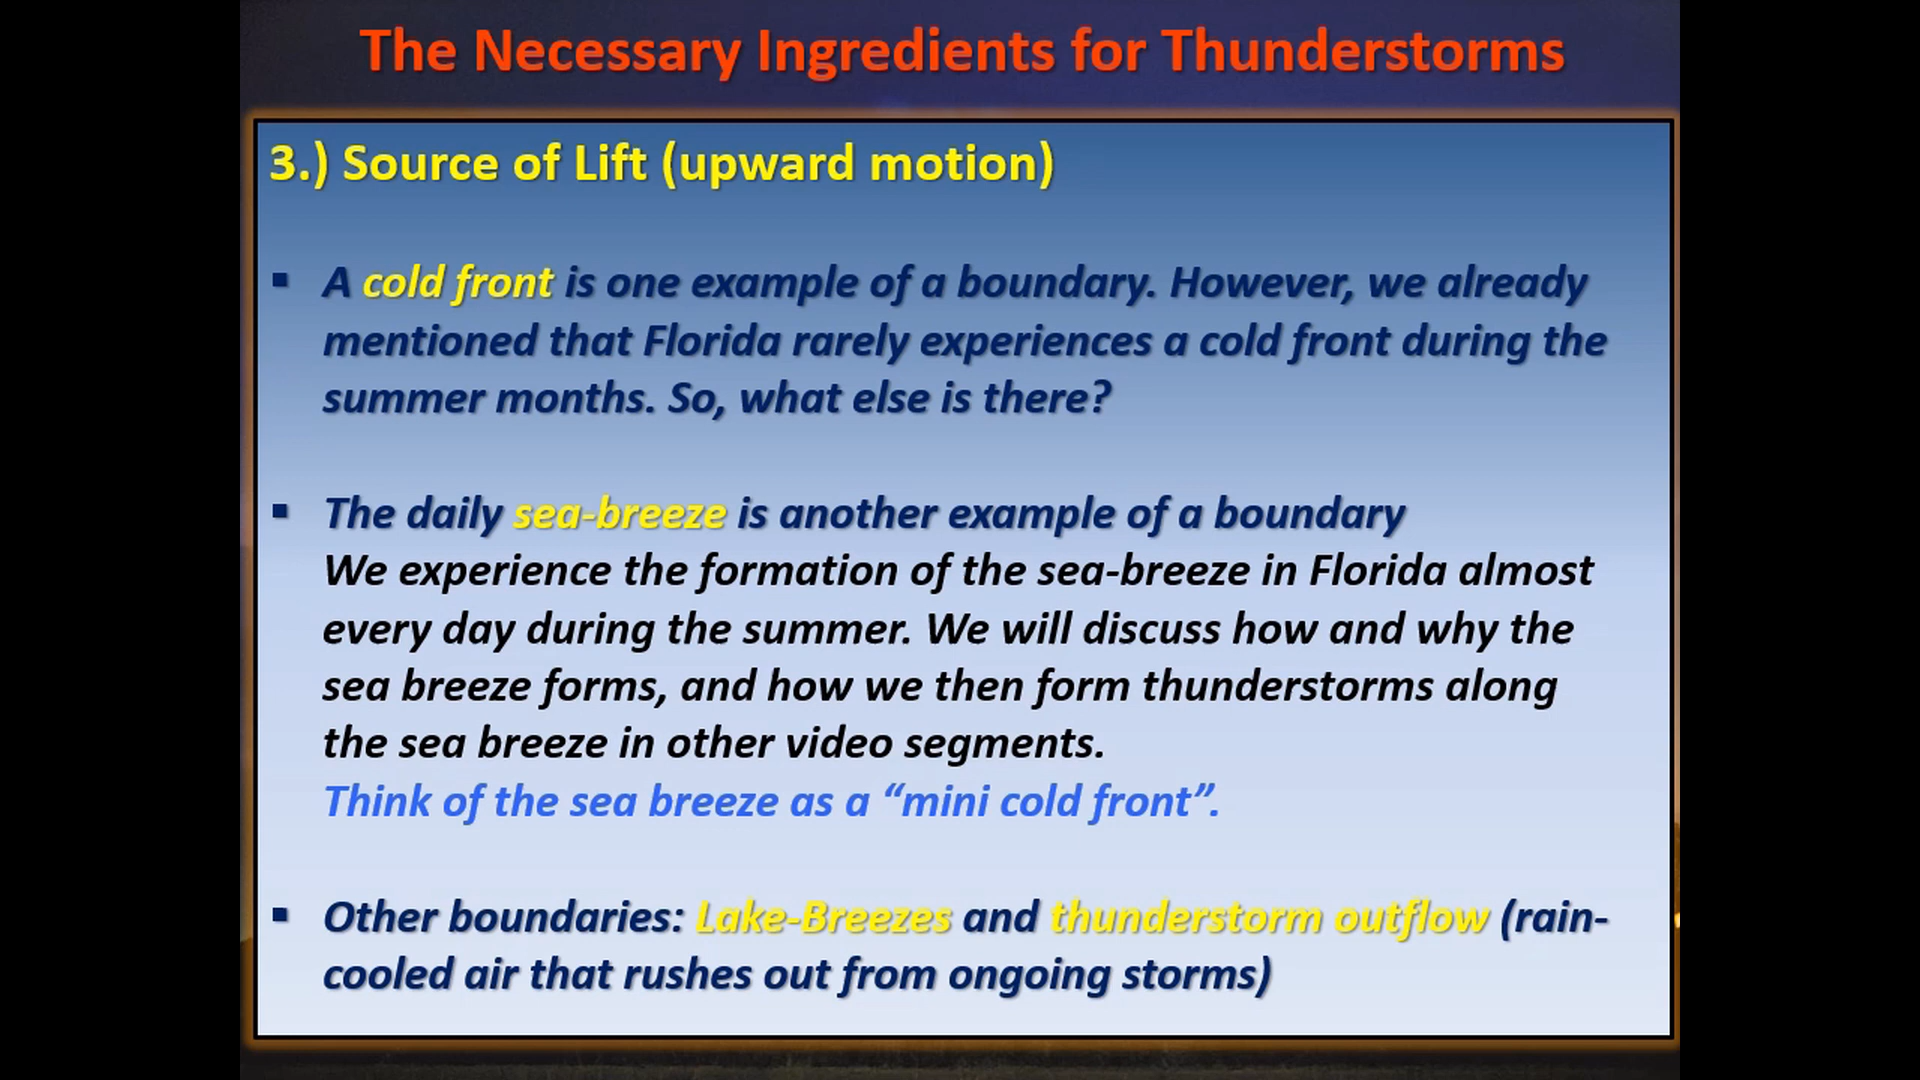 The Necessary Ingredients for Thunderstorms
3.) Source of Lift (upward motion)
▪ A cold front is one example of a boundary. However, we already
mentioned that Florida rarely experiences a cold front during the
summer months. So, what else is there?
▪ The daily sea-breeze is another example of a boundary
We experience the formation of the sea-breeze in Florida almost
every day during the summer. We will discuss how and why the
sea breeze forms, and how we then form thunderstorms along
the sea breeze in other video segments.
Think of the sea breeze as a “mini cold front”.
▪ Other boundaries: Lake-Breezes and thunderstorm outflow (rain-
cooled air that rushes out from ongoing storms)